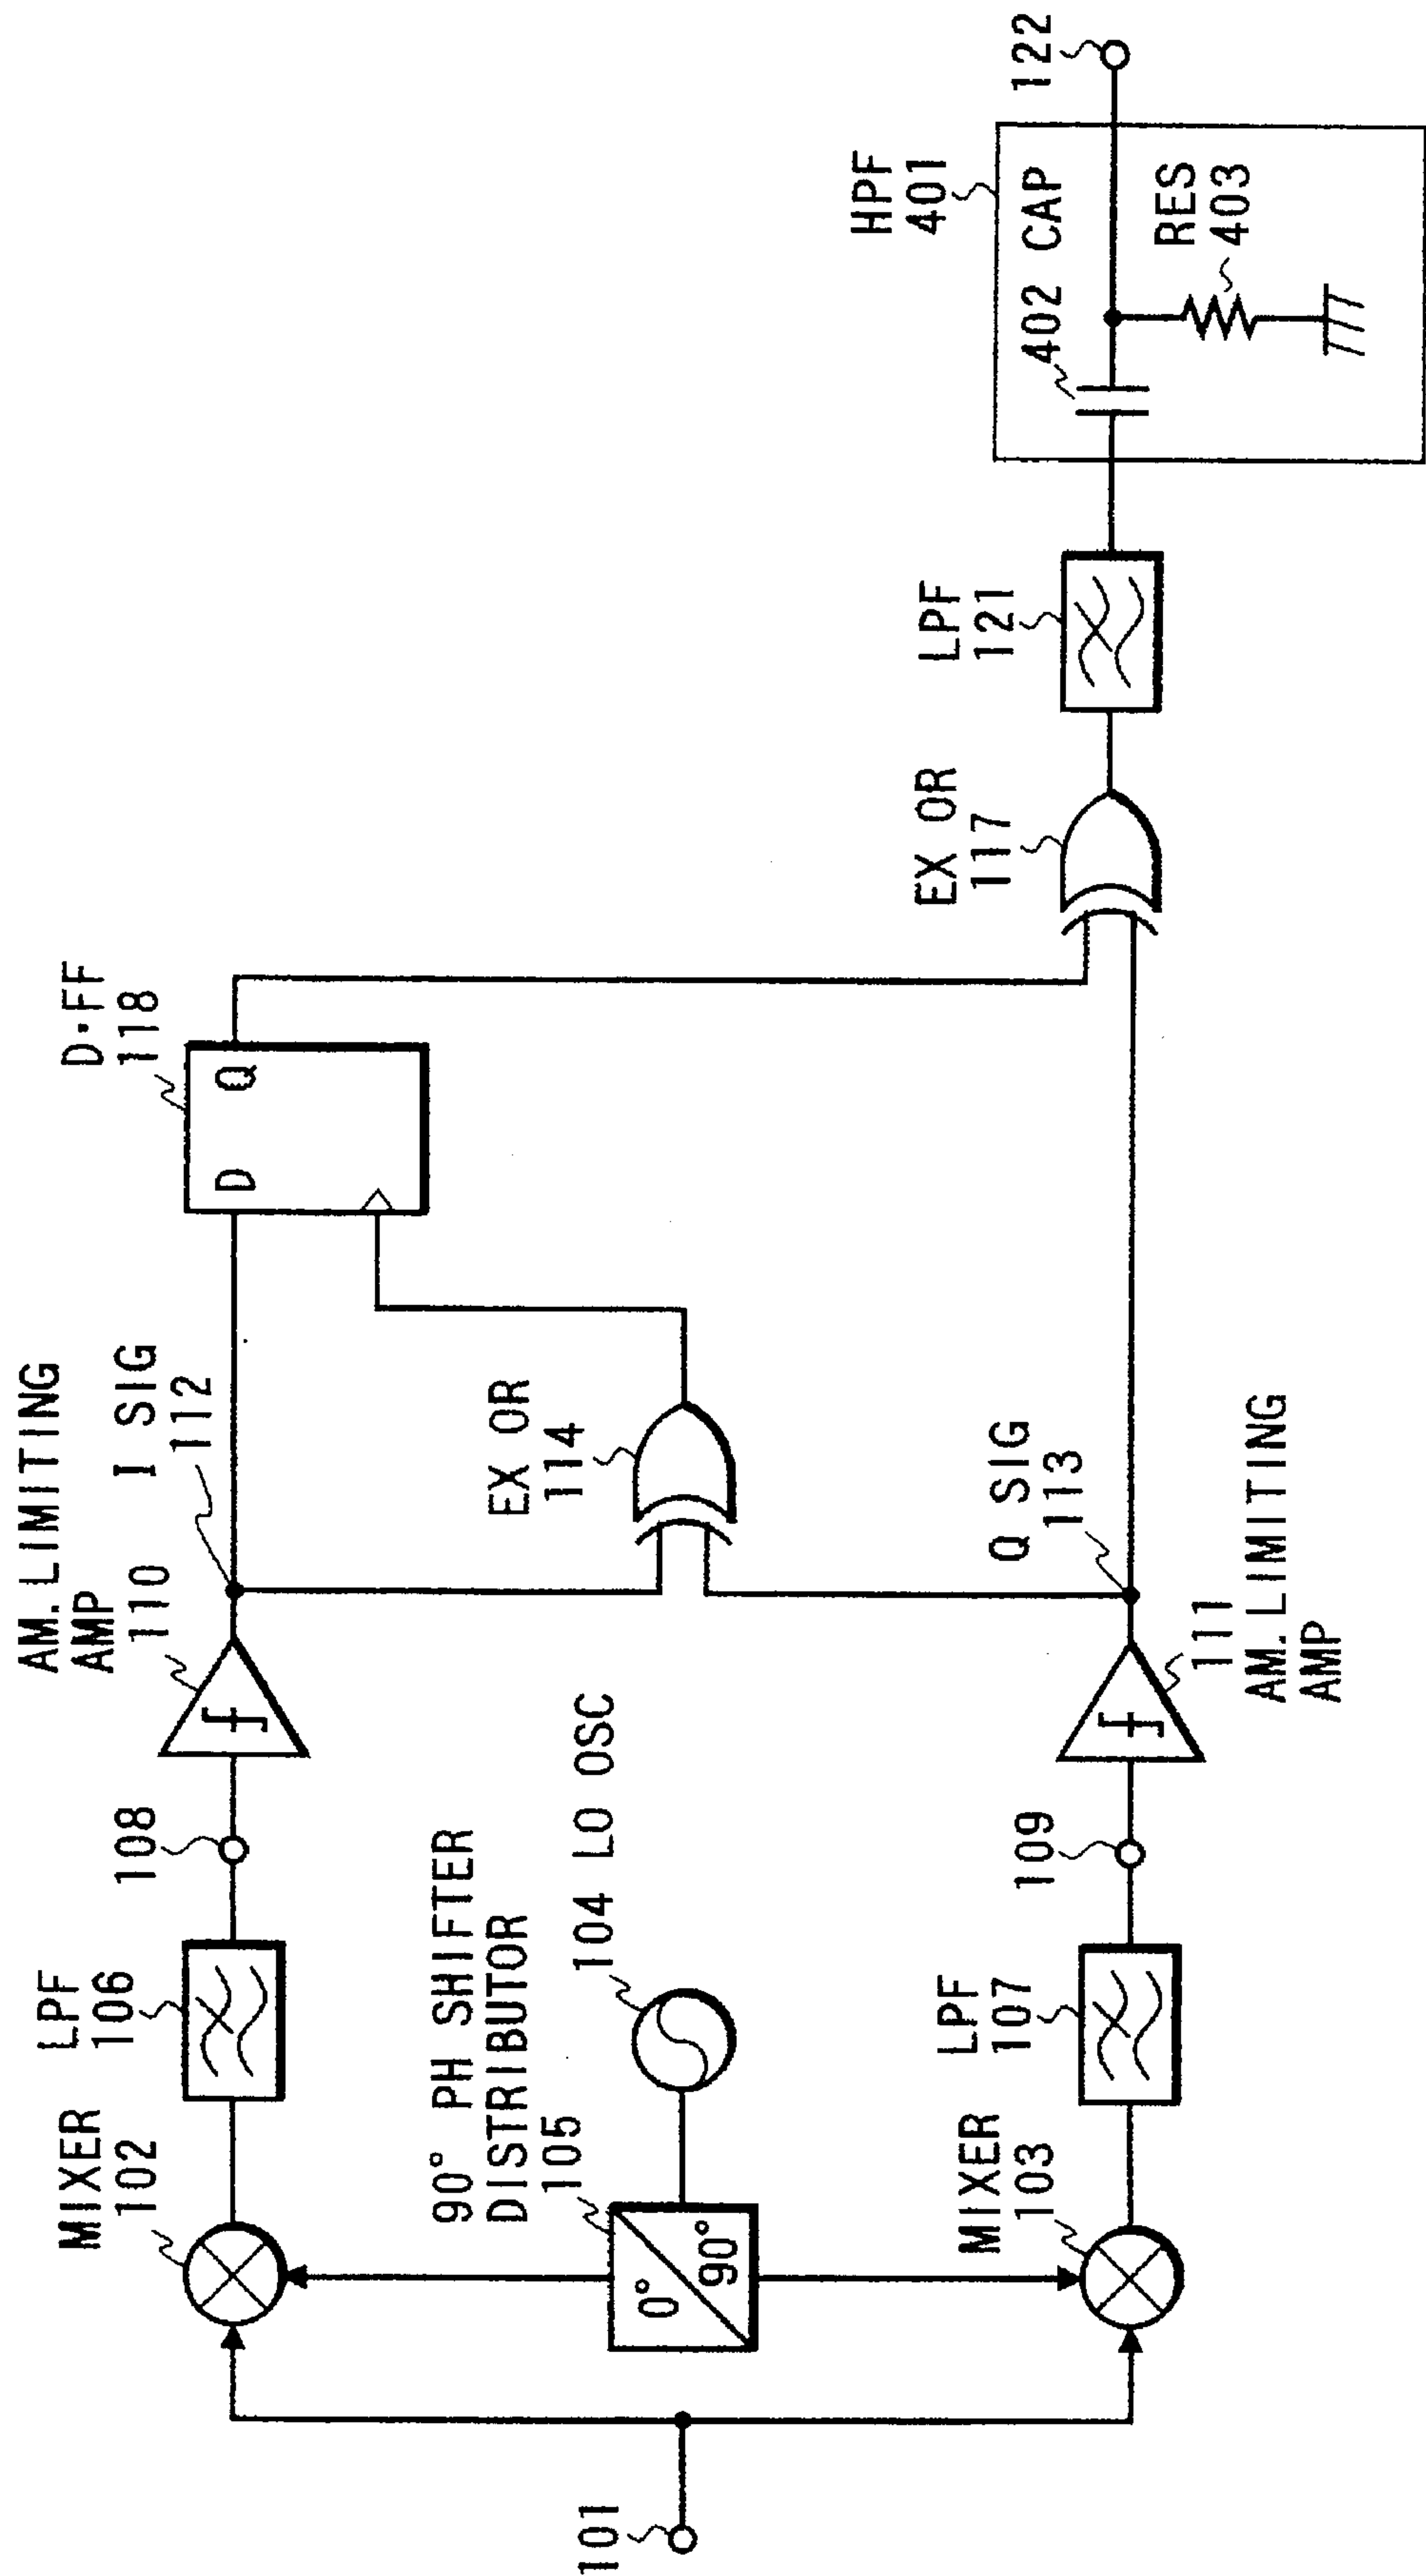 101
MIXER
102
LPF
106
108
AM.LIMITING
AMP
110
I SIG
112
D•FF
118
D
Q
90° PH SHIFTER
DISTRIBUTOR
105
0°
90°
104 LO OSC
EX OR
114
MIXER
103
LPF
107
109
111
AM.LIMITING
AMP
Q SIG
113
EX OR
117
LPF
121
HPF
401
402 CAP
RES
403
122